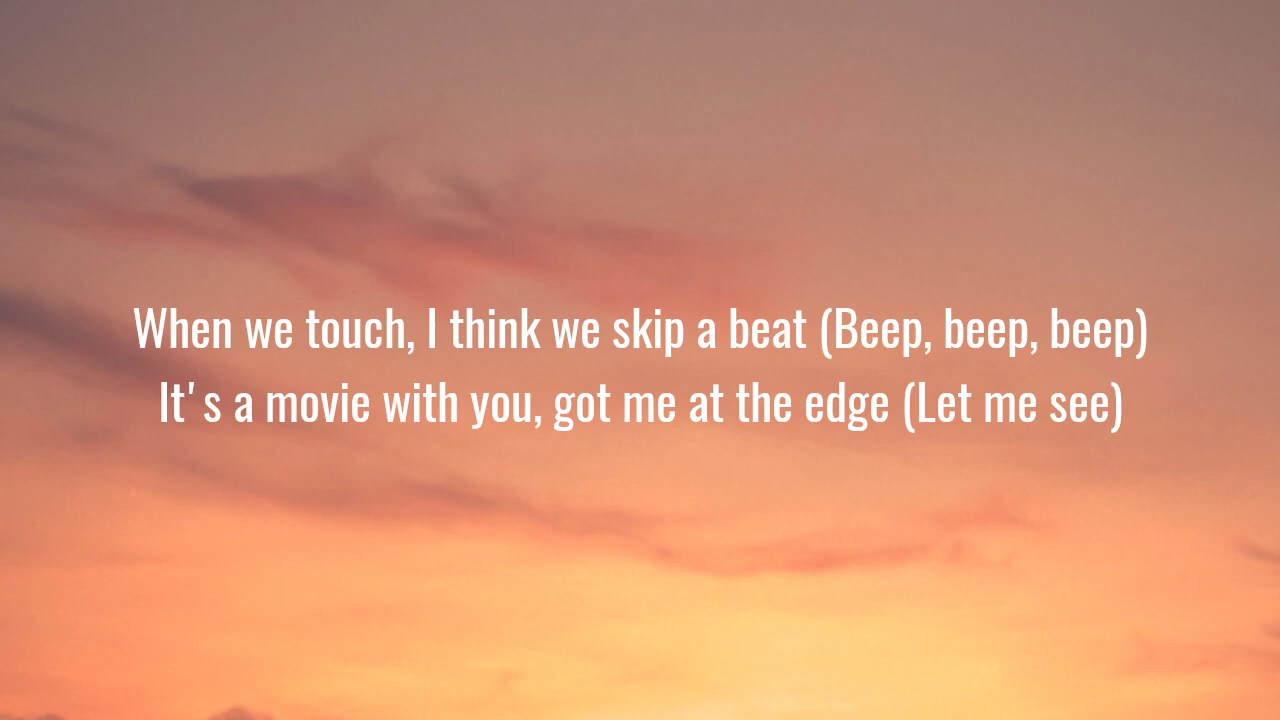 When we touch, I think we skip a beat (Beep, beep, beep)
It's a movie with you, got me at the edge (Let me see)